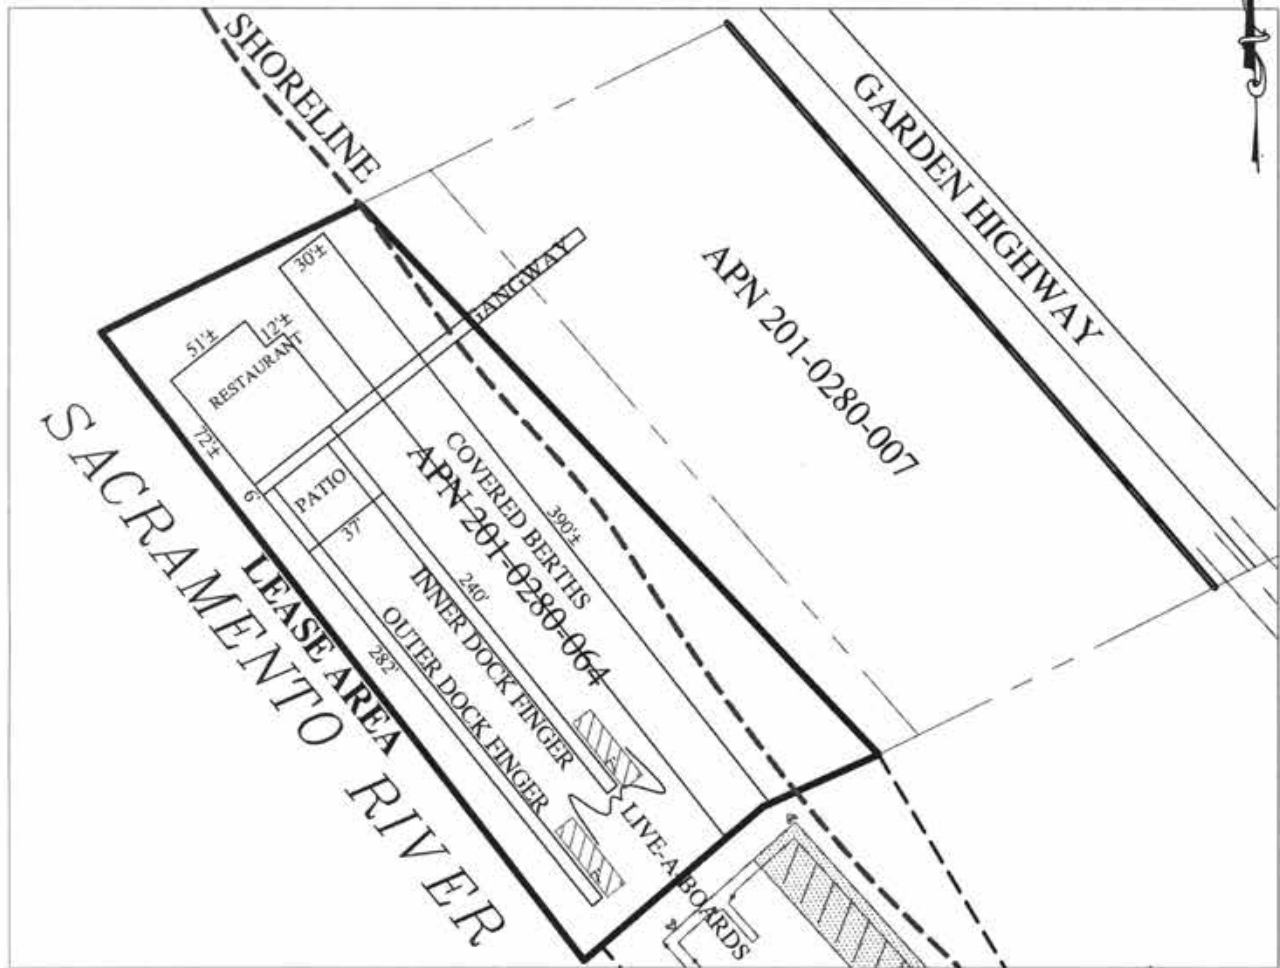 SHORELINE
GARDEN HIGHWAY
30'±
GANGWAY
APN 201-0280-007
51'±
12'±
RESTAURANT
72'±
6'
PATIO
37'
COVERED BERTHS
390'±
APN 201-0280-064
240'
INNER DOCK FINGER
OUTER DOCK FINGER
282'
LEASE AREA
SACRAMENTO RIVER
LIVE-A-BOARDS